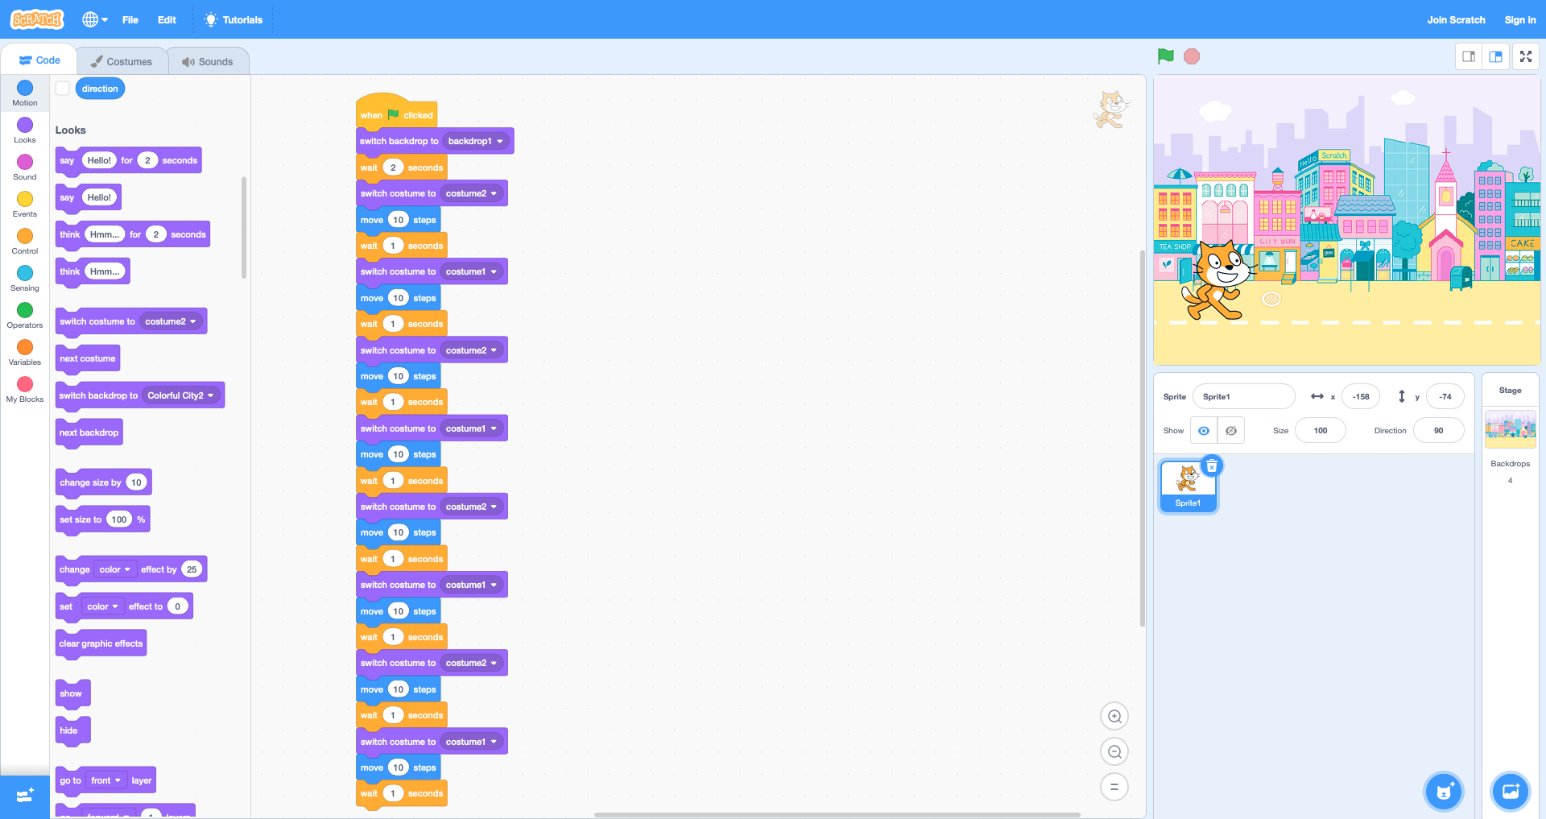 SCRATCH
File
Edit
Tutorials
Join Scratch
Sign in
Code
Costumes
Sounds
Motion
Looks
Sound
Events
Control
Sensing
Operators
Variables
My Blocks
direction
Looks
say Hello! for 2 seconds
say Hello!
think Hmm... for 2 seconds
think Hmm...
switch costume to costume2
next costume
switch backdrop to Colorful City2
next backdrop
change size by 10
set size to 100 %
change color effect by 25
set color effect to 0
clear graphic effects
show
hide
go to front layer
when clicked
switch backdrop to backdrop1
wait 2 seconds
switch costume to costume2
move 10 steps
wait 1 seconds
switch costume to costume1
move 10 steps
wait 1 seconds
switch costume to costume2
move 10 steps
wait 1 seconds
switch costume to costume1
move 10 steps
wait 1 seconds
switch costume to costume2
move 10 steps
wait 1 seconds
switch costume to costume1
move 10 steps
wait 1 seconds
switch costume to costume2
move 10 steps
wait 1 seconds
switch costume to costume1
move 10 steps
wait 1 seconds
Hello Scratch
TEA SHOP
CITY BUN
CAKE
Sprite Sprite1 x -158 y -74
Show Size 100 Direction 90
Sprite1
Stage
Backdrops
4